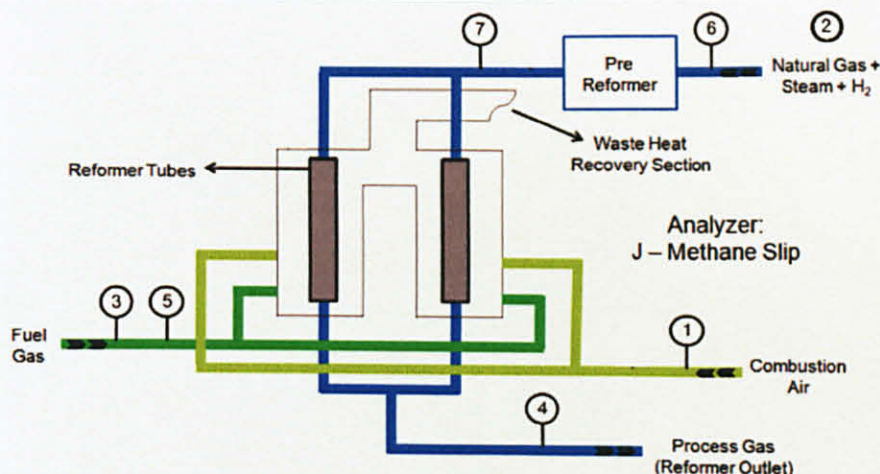 7
6
2
Pre
Reformer
Natural Gas +
Steam + H₂
Waste Heat
Recovery Section
Reformer Tubes
Analyzer:
J – Methane Slip
3
5
Fuel
Gas
1
Combustion
Air
4
Process Gas
(Reformer Outlet)